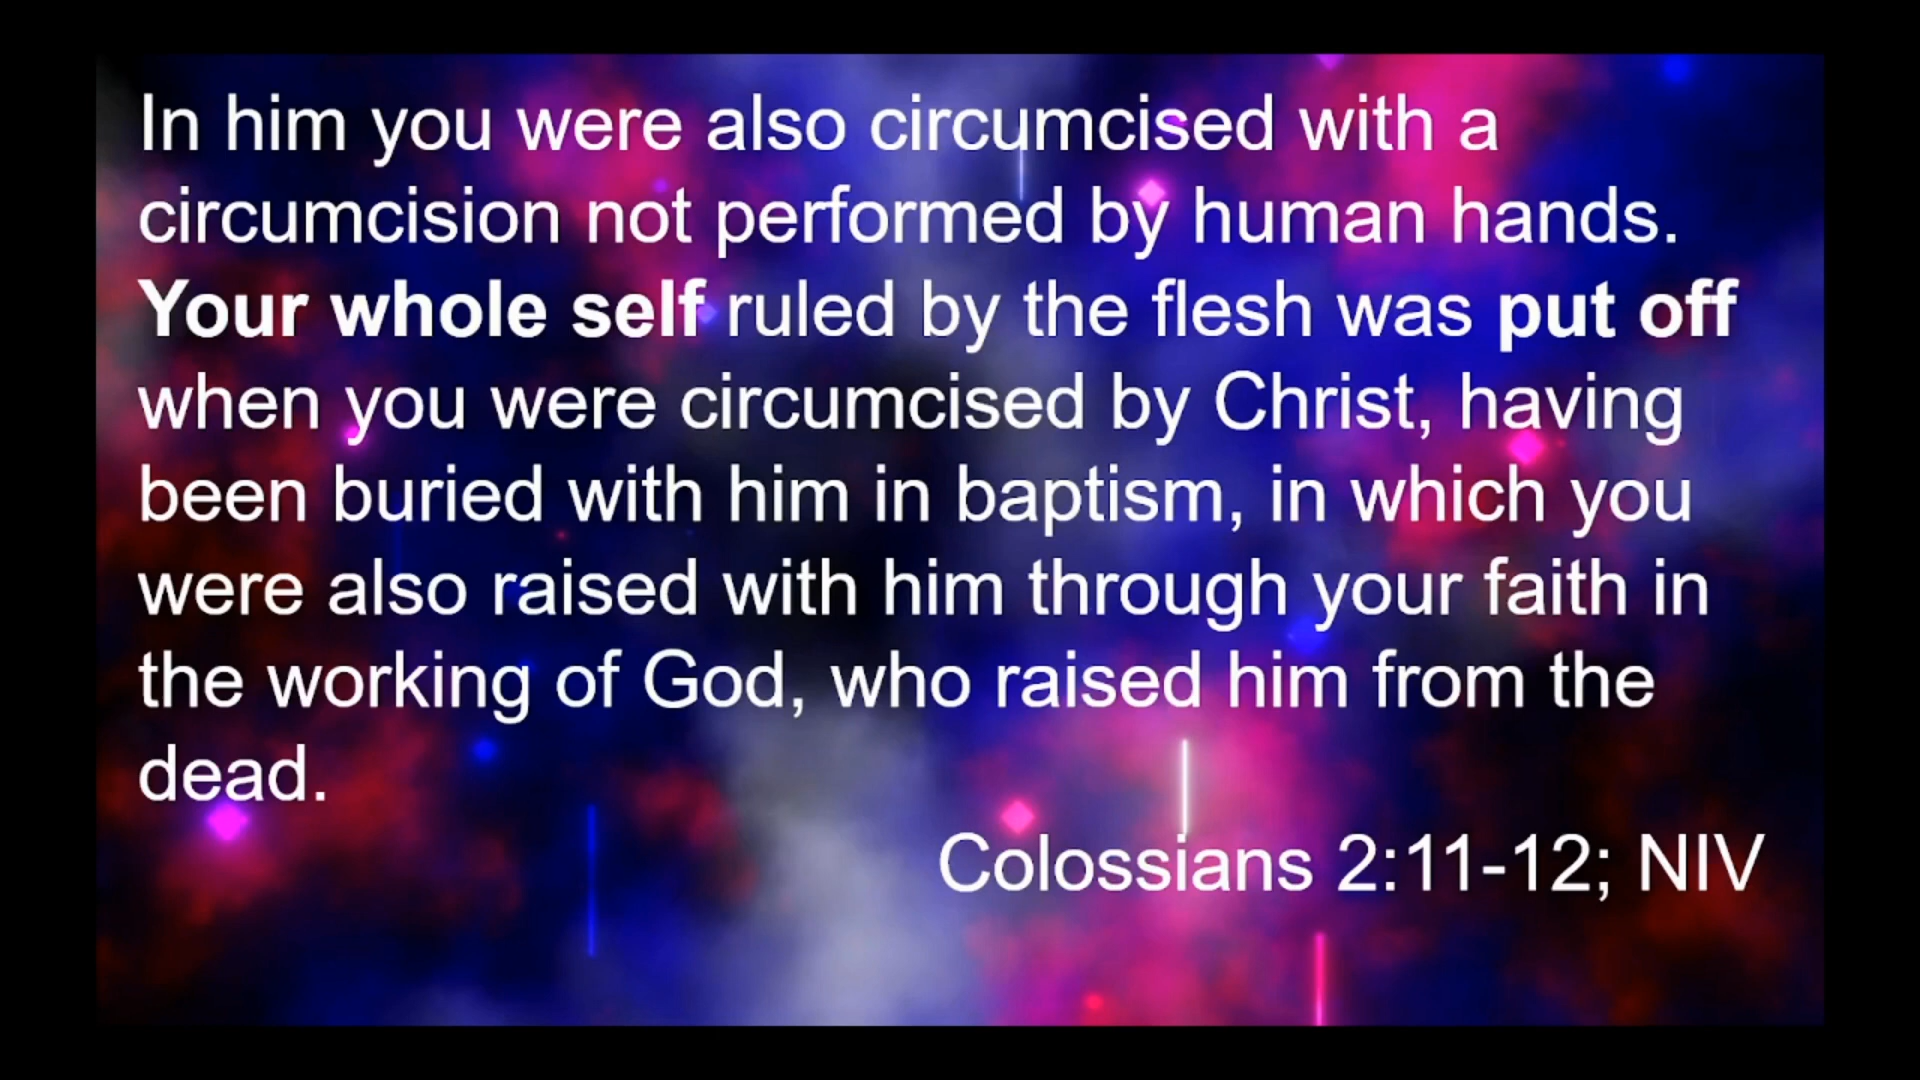 In him you were also circumcised with a
circumcision not performed by human hands.
Your whole self ruled by the flesh was put off
when you were circumcised by Christ, having
been buried with him in baptism, in which you
were also raised with him through your faith in
the working of God, who raised him from the
dead.
Colossians 2:11-12; NIV